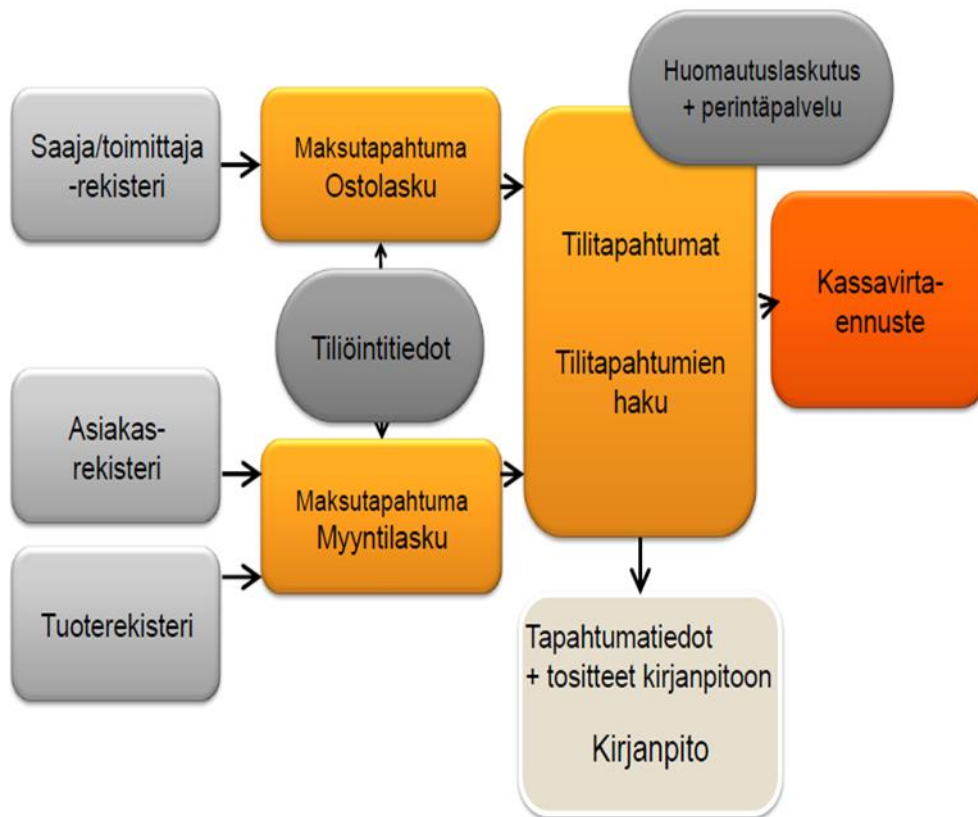 Huomautuslaskutus
+ perintäpalvelu
Saaja/toimittaja
-rekisteri
Maksutapahtuma
Ostolasku
Tilitapahtumat
Tilitapahtumien
haku
Kassavirta-
ennuste
Tiliöintitiedot
Asiakas-
rekisteri
Maksutapahtuma
Myyntilasku
Tuoterekisteri
Tapahtumatiedot
+ tositteet kirjanpitoon
Kirjanpito